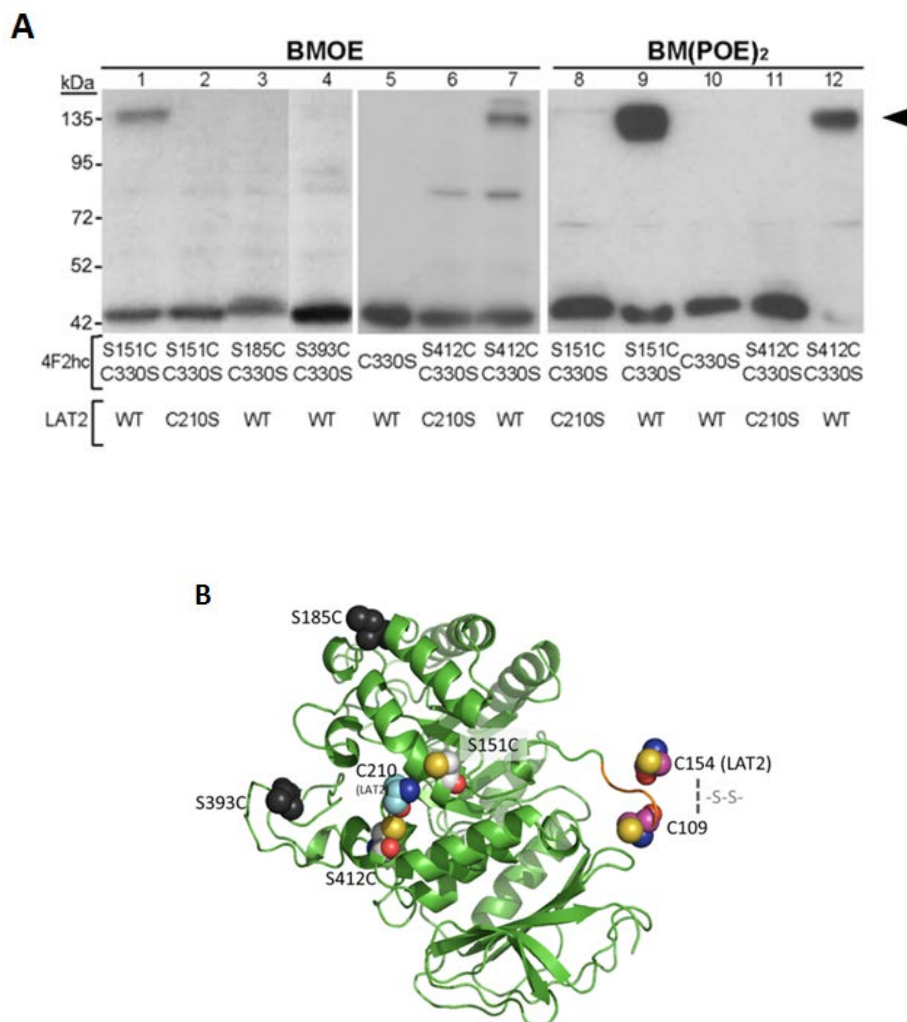 A
BMOE BM(POE)₂
kDa 1 2 3 4 5 6 7 8 9 10 11 12
135
95
72
52
42
4F2hc S151C S151C S185C S393C C330S S412C S412C S151C S151C C330S S412C S412C
C330S C330S C330S C330S C330S C330S C330S C330S C330S C330S
LAT2 WT C210S WT WT WT C210S WT C210S WT WT C210S WT
B
S185C
S151C
C210
(LAT2)
C154 (LAT2)
S393C
-S-S-
C109
S412C